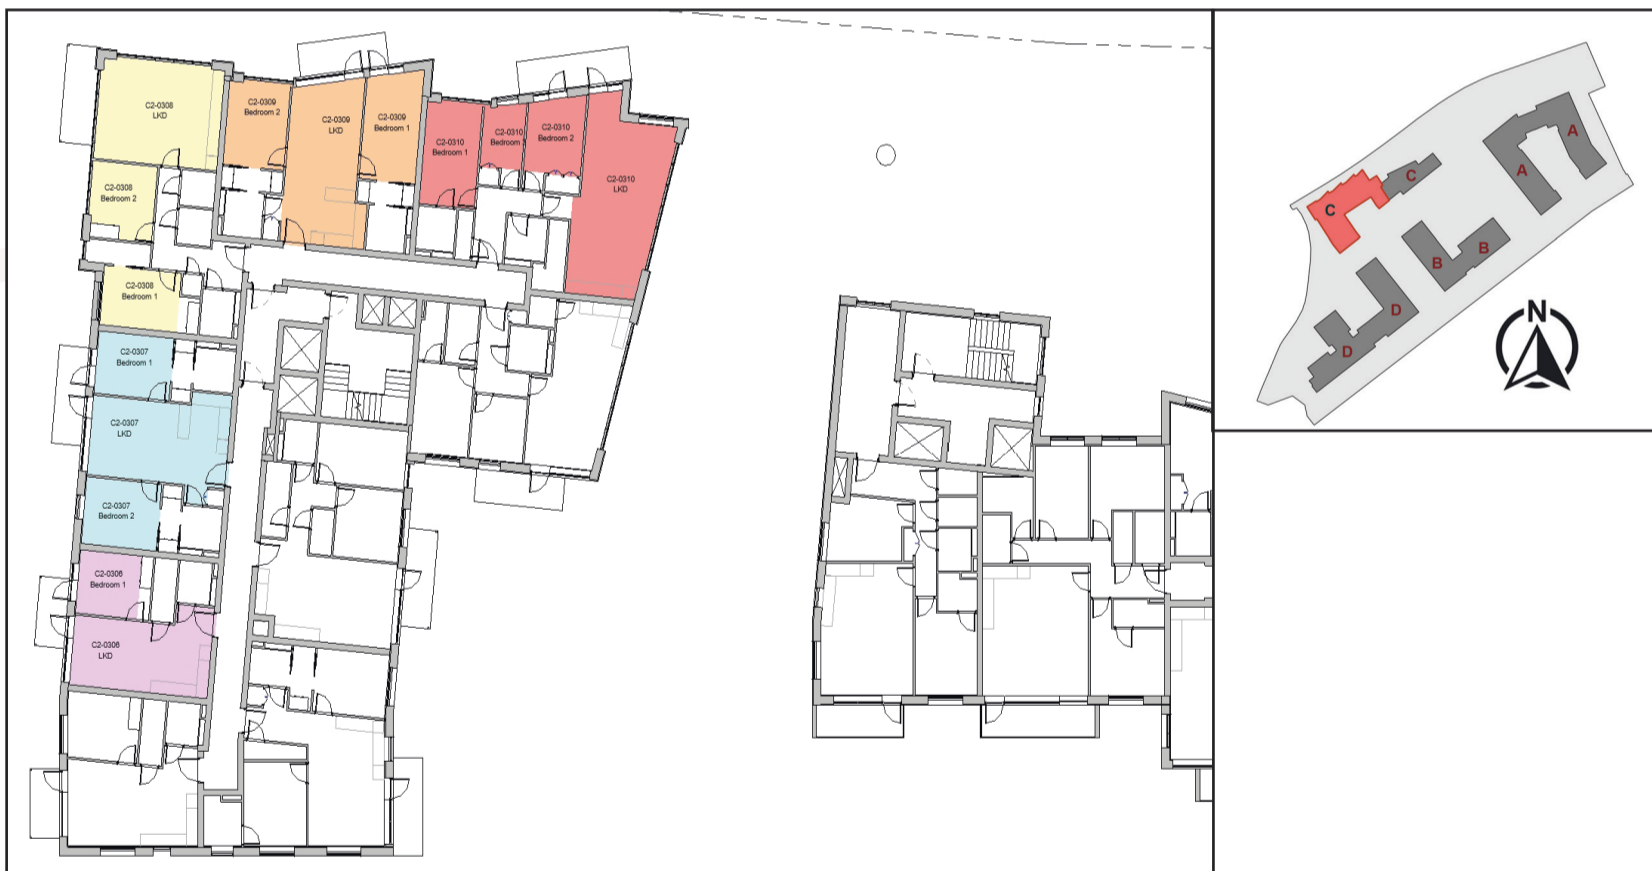 C2-0308
LKD
C2-0309
Bedroom 2
C2-0309
LKD
C2-0309
Bedroom 1
C2-0310
Bedroom 1
C2-0310
Bedroom
C2-0310
Bedroom 2
C2-0310
LKD
C2-0308
Bedroom 2
C2-0308
Bedroom 1
C2-0307
Bedroom 1
C2-0307
LKD
C2-0307
Bedroom 2
C2-0306
Bedroom 1
C2-0306
LKD
A
A
C
C
B
B
D
D
N